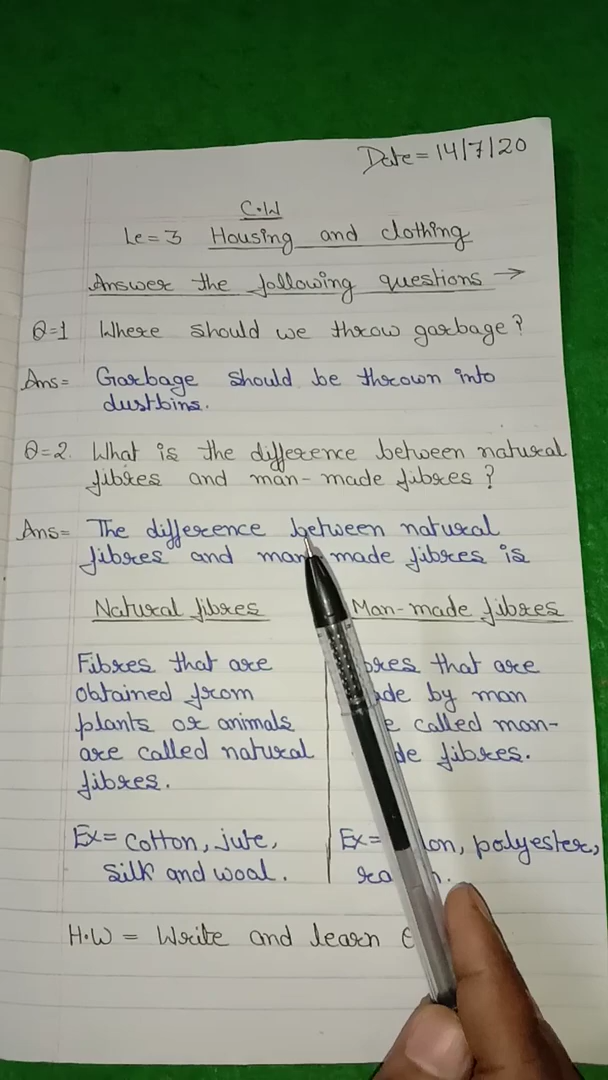 Date = 14/7/20
C.W
Le = 3 Housing and clothing
Answer the following questions →
Q=1 Where should we throw garbage?
Ans= Garbage should be thrown into
dustbins.
Q=2. What is the difference between natural
fibres and man-made fibres?
Ans= The difference between natural
fibres and man made fibres is
Natural fibres
Man-made fibres
Fibres that are
obtained from
plants or animals
are called natural
fibres.
Ex= cotton, jute,
silk and woal.
that are
by man
called man-
fibres.
Ex= polyester,
H.W = Write and learn